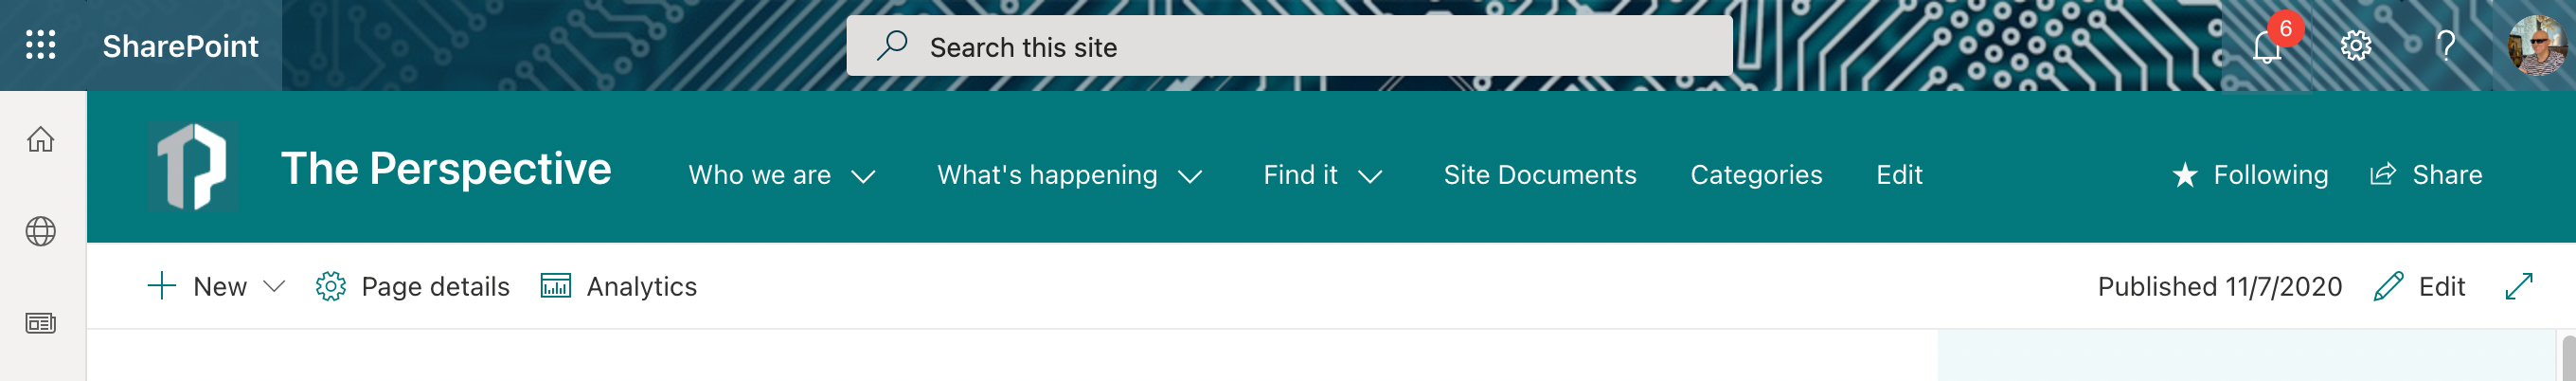 SharePoint
Search this site
6
The Perspective Who we are What's happening Find it Site Documents Categories Edit Following Share
New Page details Analytics Published 11/7/2020 Edit